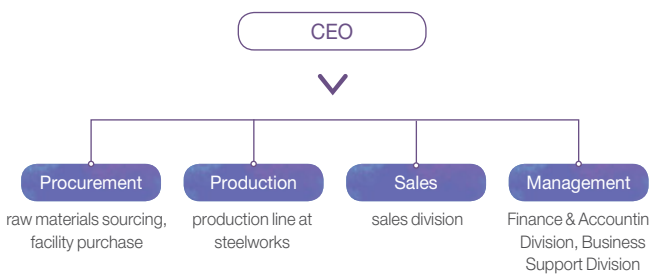 CEO
Procurement
raw materials sourcing,
facility purchase
Production
production line at
steelworks
Sales
sales division
Management
Finance & Accountin
Division, Business
Support Division